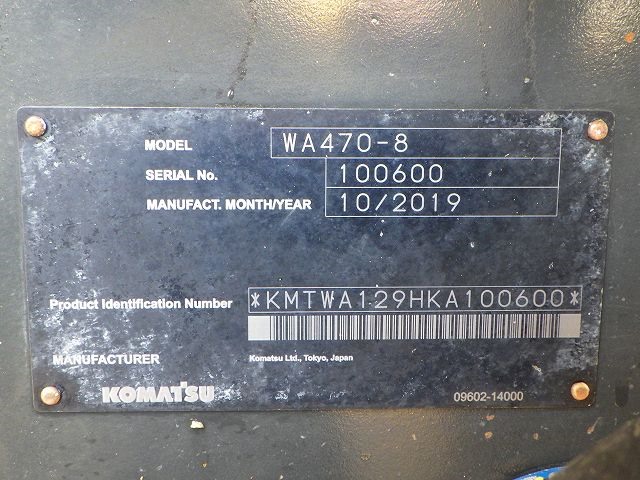 MODEL WA470-8
SERIAL No. 100600
MANUFACT. MONTH/YEAR 10/2019
Product Identification Number *KMTWA129HKA100600*
MANUFACTURER Komatsu Ltd., Tokyo, Japan
KOMATSU 09602-14000